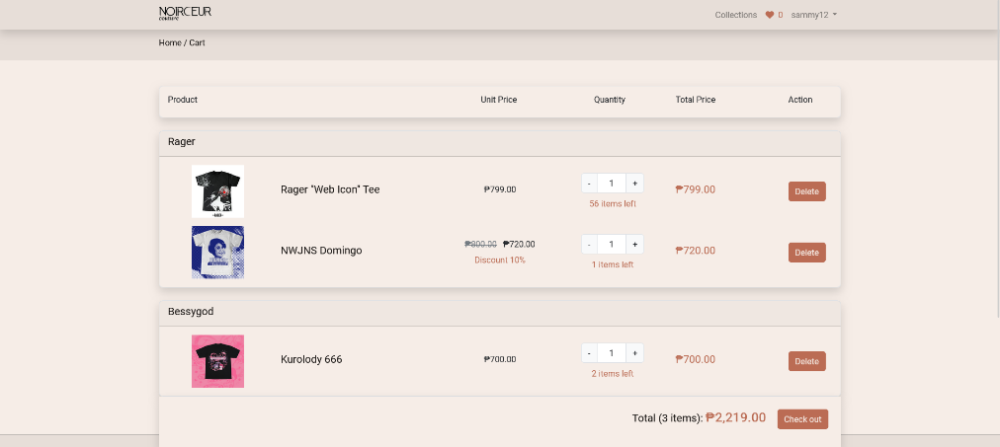 NOIRCEUR
couture
Collections 0 sammy12
Home / Cart
Product Unit Price Quantity Total Price Action
Rager
Rager "Web Icon" Tee ₱799.00 - 1 + ₱799.00 Delete
56 items left
NWJNS Domingo ₱800.00 ₱720.00 - 1 + ₱720.00 Delete
Discount 10% 1 items left
Bessygod
Kurolody 666 ₱700.00 - 1 + ₱700.00 Delete
2 items left
Total (3 items): ₱2,219.00 Check out